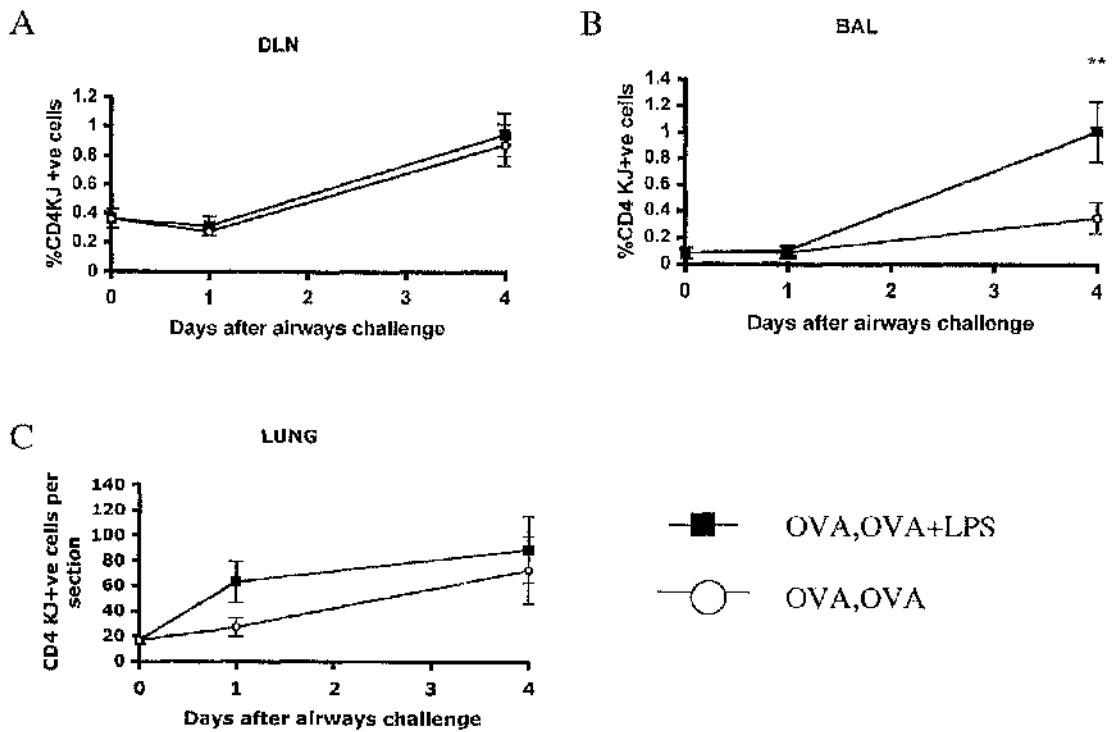 A
DLN
%CD4KJ +ve cells
1.2
1
0.8
0.6
0.4
0.2
0
0 1 2 3 4
Days after airways challenge
B
BAL
**
%CD4 KJ+ve cells
1.4
1.2
1
0.8
0.6
0.4
0.2
0
0 1 2 3 4
Days after airways challenge
C
LUNG
CD4 KJ+ve cells per
section
140
120
100
80
60
40
20
0
0 1 2 3 4
Days after airways challenge
OVA,OVA+LPS
OVA,OVA